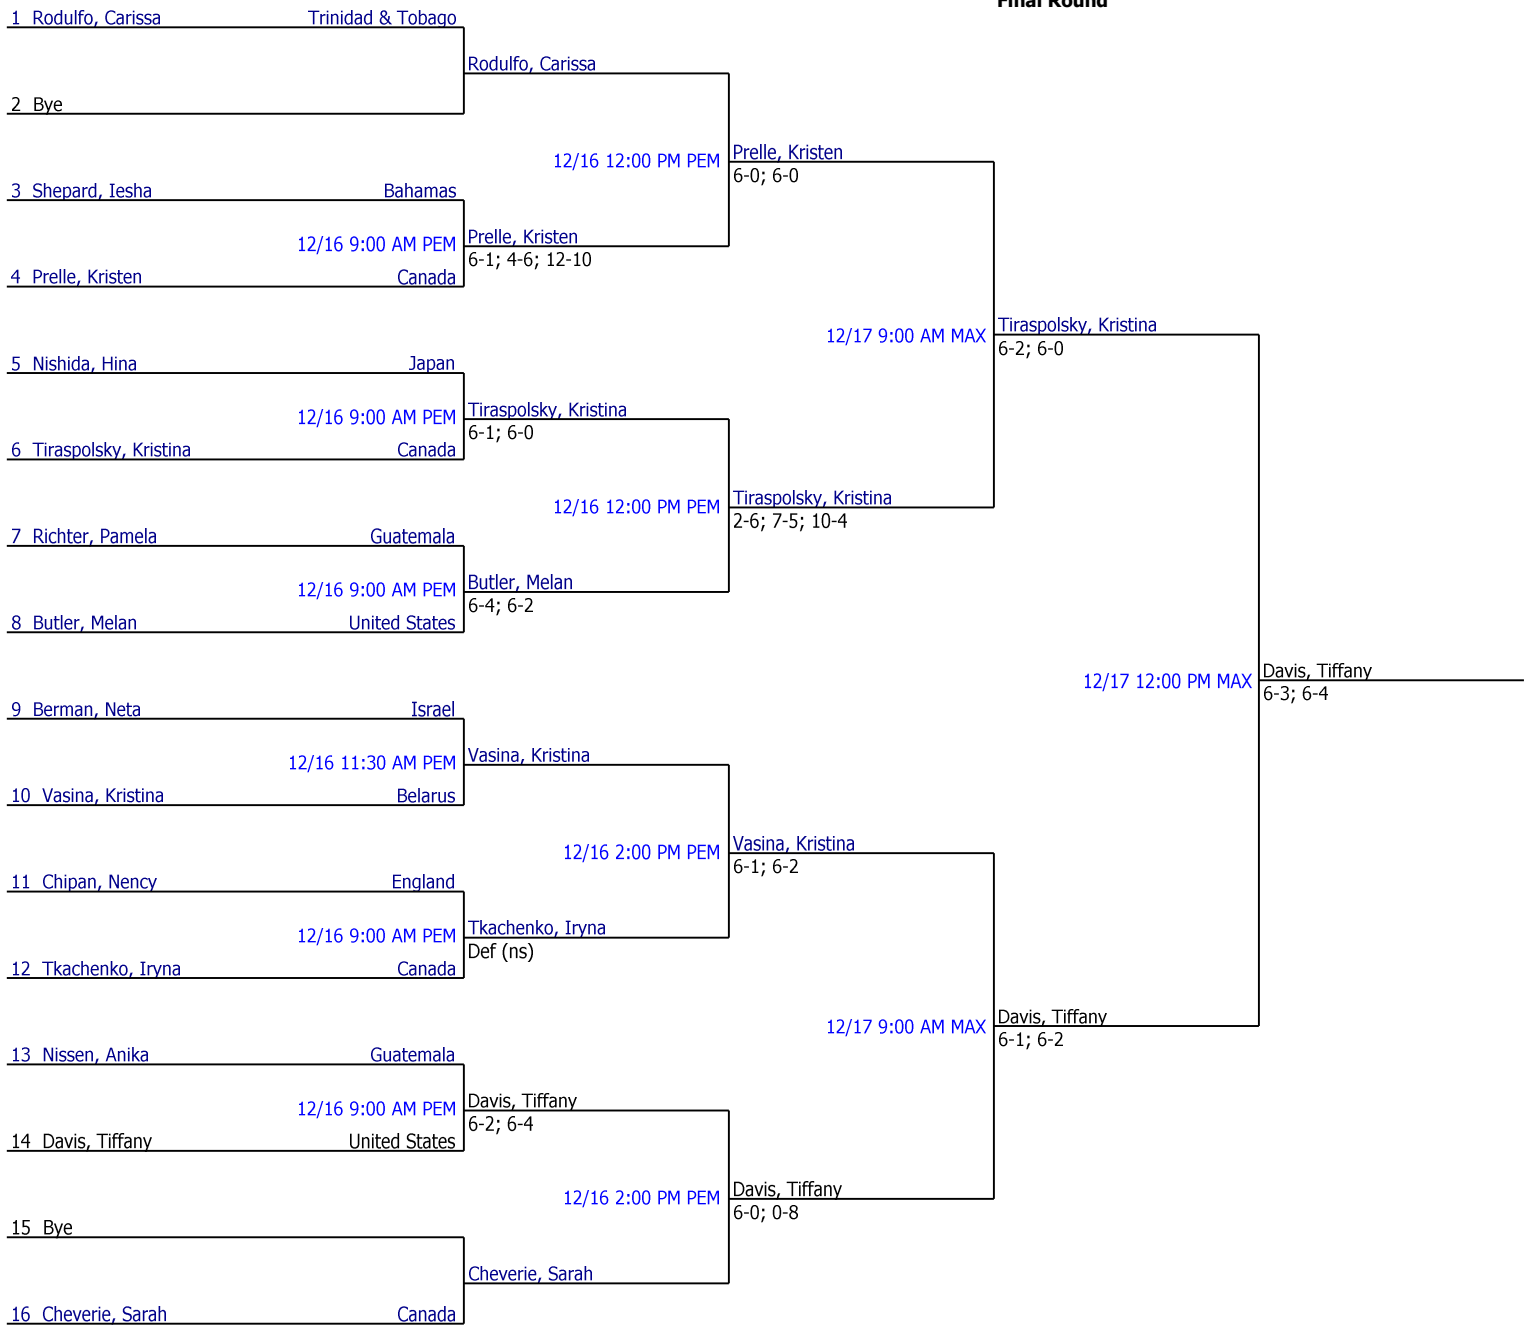 Final Round
1 Rodulfo, Carissa Trinidad & Tobago
Rodulfo, Carissa
2 Bye
12/16 12:00 PM PEM Prelle, Kristen
6-0; 6-0
3 Shepard, Iesha Bahamas
12/16 9:00 AM PEM Prelle, Kristen
6-1; 4-6; 12-10
4 Prelle, Kristen Canada
12/17 9:00 AM MAX Tiraspolsky, Kristina
6-2; 6-0
5 Nishida, Hina Japan
12/16 9:00 AM PEM Tiraspolsky, Kristina
6-1; 6-0
6 Tiraspolsky, Kristina Canada
12/16 12:00 PM PEM Tiraspolsky, Kristina
2-6; 7-5; 10-4
7 Richter, Pamela Guatemala
12/16 9:00 AM PEM Butler, Melan
6-4; 6-2
8 Butler, Melan United States
12/17 12:00 PM MAX Davis, Tiffany
6-3; 6-4
9 Berman, Neta Israel
12/16 11:30 AM PEM Vasina, Kristina
10 Vasina, Kristina Belarus
12/16 2:00 PM PEM Vasina, Kristina
6-1; 6-2
11 Chipan, Nency England
12/16 9:00 AM PEM Tkachenko, Iryna
Def (ns)
12 Tkachenko, Iryna Canada
12/17 9:00 AM MAX Davis, Tiffany
6-1; 6-2
13 Nissen, Anika Guatemala
12/16 9:00 AM PEM Davis, Tiffany
6-2; 6-4
14 Davis, Tiffany United States
12/16 2:00 PM PEM Davis, Tiffany
6-0; 0-8
15 Bye
Cheverie, Sarah
16 Cheverie, Sarah Canada